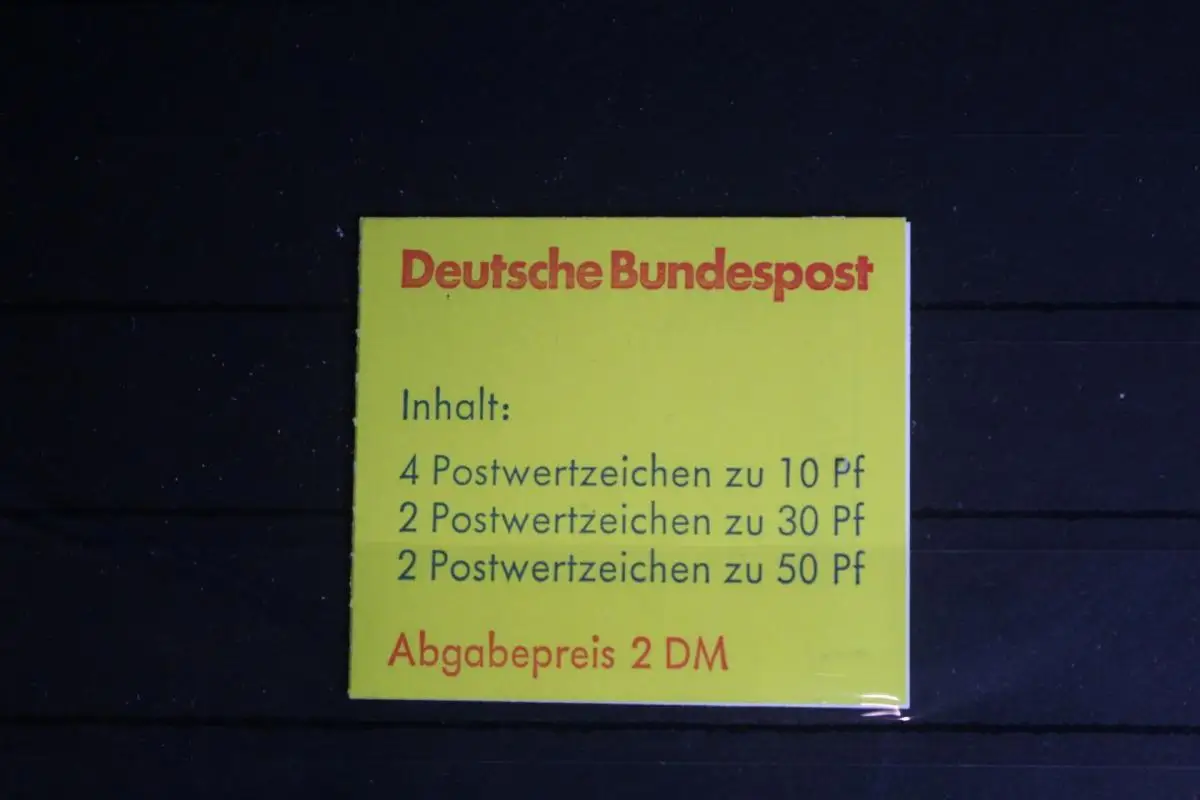 Deutsche Bundespost
Inhalt:
4 Postwertzeichen zu 10 Pf
2 Postwertzeichen zu 30 Pf
2 Postwertzeichen zu 50 Pf
Abgabepreis 2 DM